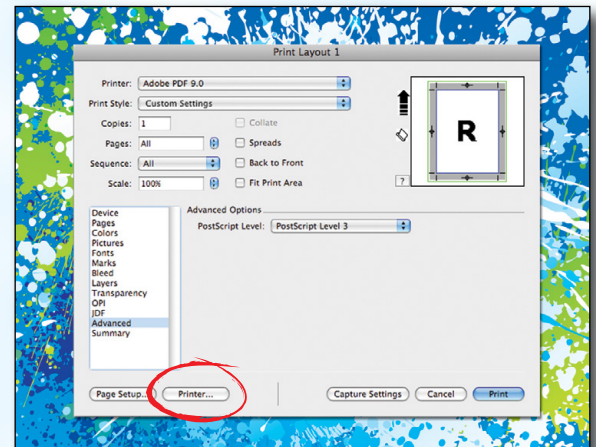 Print Layout 1
Printer: Adobe PDF 9.0
Print Style: Custom Settings
Copies: 1 Collate
Pages: All Spreads
Sequence: All Back to Front
Scale: 100% Fit Print Area
R
?
Device
Pages
Colors
Pictures
Fonts
Marks
Bleed
Layers
Transparency
OPI
JDF
Advanced
Summary
Advanced Options
PostScript Level: PostScript Level 3
Page Setup... Printer... Capture Settings Cancel Print